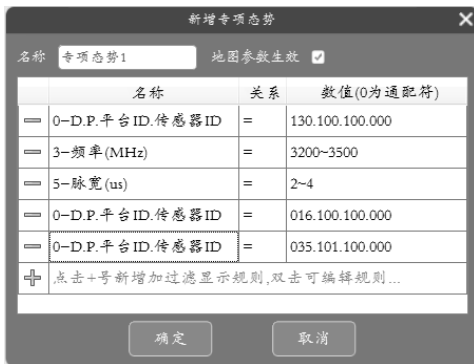 新增专项态势
名称 专项态势1 地图参数生效
名称 关系 数值(0为通配符)
0-D.P.平台ID.传感器ID = 130.100.100.000
3-频率(MHz) = 3200~3500
5-脉宽(us) = 2~4
0-D.P.平台ID.传感器ID = 016.100.100.000
0-D.P.平台ID.传感器ID = 035.101.100.000
点击+号新增加过滤显示规则,双击可编辑规则...
确定 取消